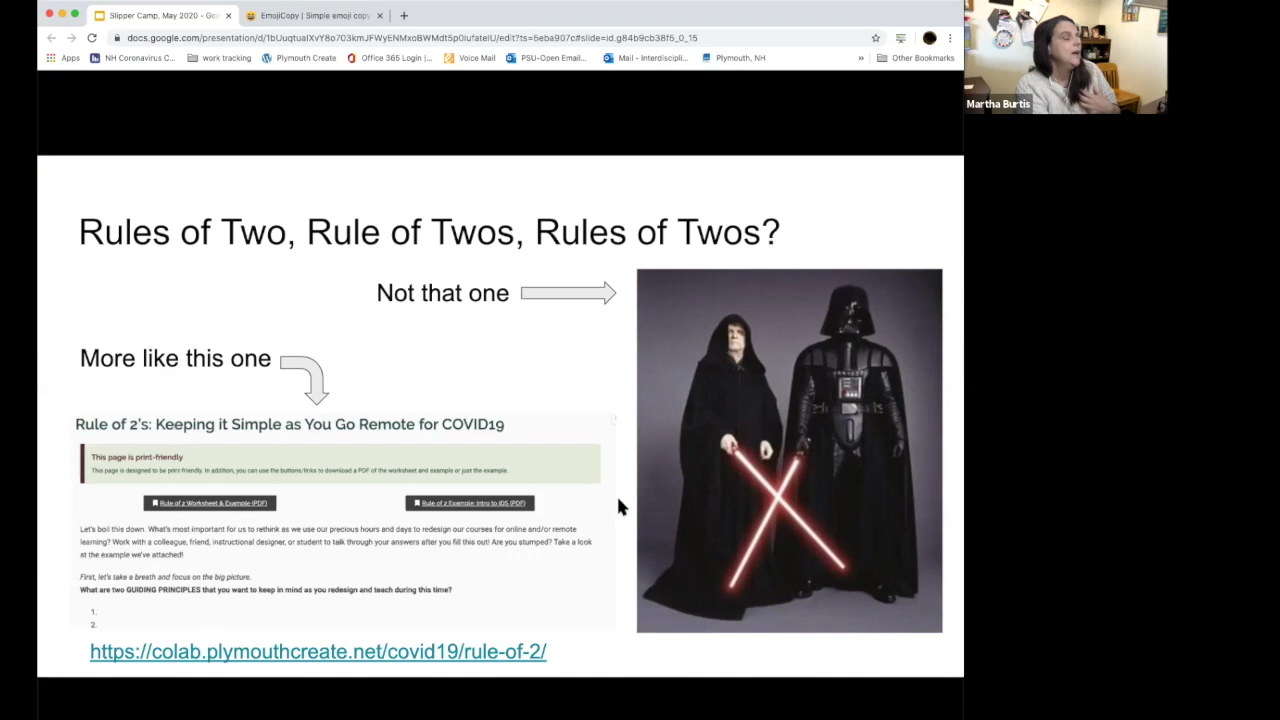 Slipper Camp, May 2020 - Goo
EmojiCopy | Simple emoji copy
docs.google.com/presentation/d/1bUuqtuaIXvY8o703kmJFWyENMxoBWMdt5p0iufateIU/edit?ts=5eba907c#slide=id.g84b9cb38f5_0_15
Apps
NH Coronavirus C...
work tracking
Plymouth Create
Office 365 Login |...
Voice Mail
PSU-Open Email...
Mail - Interdiscipli...
Plymouth, NH
»
Other Bookmarks
Martha Burtis
Rules of Two, Rule of Twos, Rules of Twos?
Not that one
More like this one
Rule of 2's: Keeping it Simple as You Go Remote for COVID19
This page is print-friendly
This page is designed to be print-friendly. In addition, you can use the buttons/links to download a PDF of the worksheet and example or just the example.
Rule of 2 Worksheet & Example (PDF)
Rule of 2 Example: Intro to IDS (PDF)
Let's boil this down. What's most important for us to rethink as we use our precious hours and days to redesign our courses for online and/or remote
learning? Work with a colleague, friend, instructional designer, or student to talk through your answers after you fill this out! Are you stumped? Take a look
at the example we've attached!
First, let's take a breath and focus on the big picture.
What are two GUIDING PRINCIPLES that you want to keep in mind as you redesign and teach during this time?
1.
2.
https://colab.plymouthcreate.net/covid19/rule-of-2/